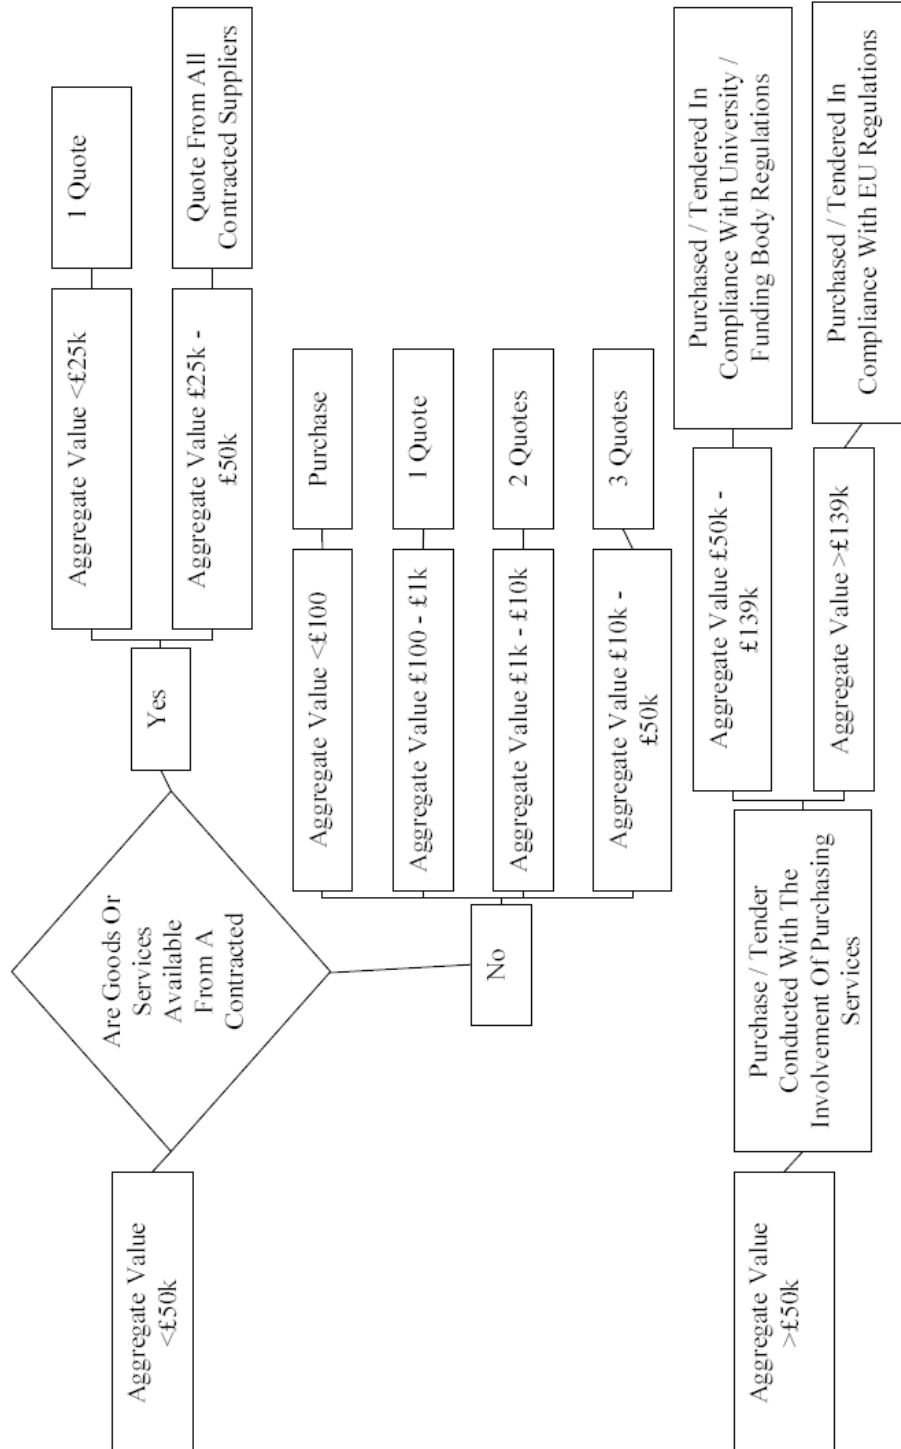 Aggregate Value
<£50k
Are Goods Or
Services
Available
From A
Contracted
Yes
Aggregate Value <£25k
1 Quote
Aggregate Value £25k -
£50k
Quote From All
Contracted Suppliers
No
Aggregate Value <£100
Purchase
Aggregate Value £100 - £1k
1 Quote
Aggregate Value £1k - £10k
2 Quotes
Aggregate Value £10k -
£50k
3 Quotes
Aggregate Value
>£50k
Purchase / Tender
Conducted With The
Involvement Of Purchasing
Services
Aggregate Value £50k -
£139k
Purchased / Tendered In
Compliance With University /
Funding Body Regulations
Aggregate Value >£139k
Purchased / Tendered In
Compliance With EU Regulations